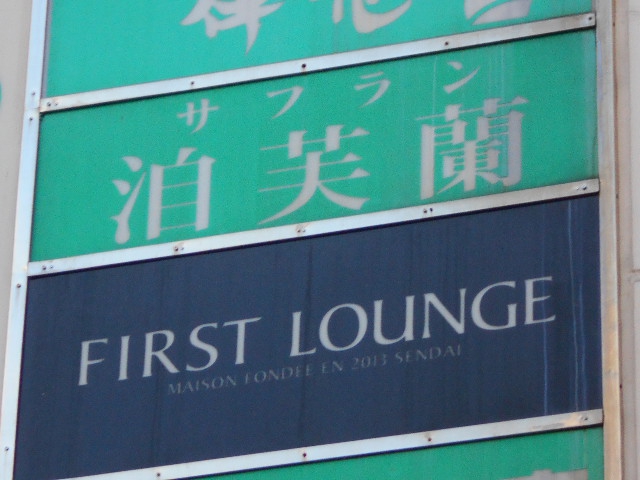 サフラン
泊芙蘭
FIRST LOUNGE
MAISON FONDEE EN 2013 SENDAI